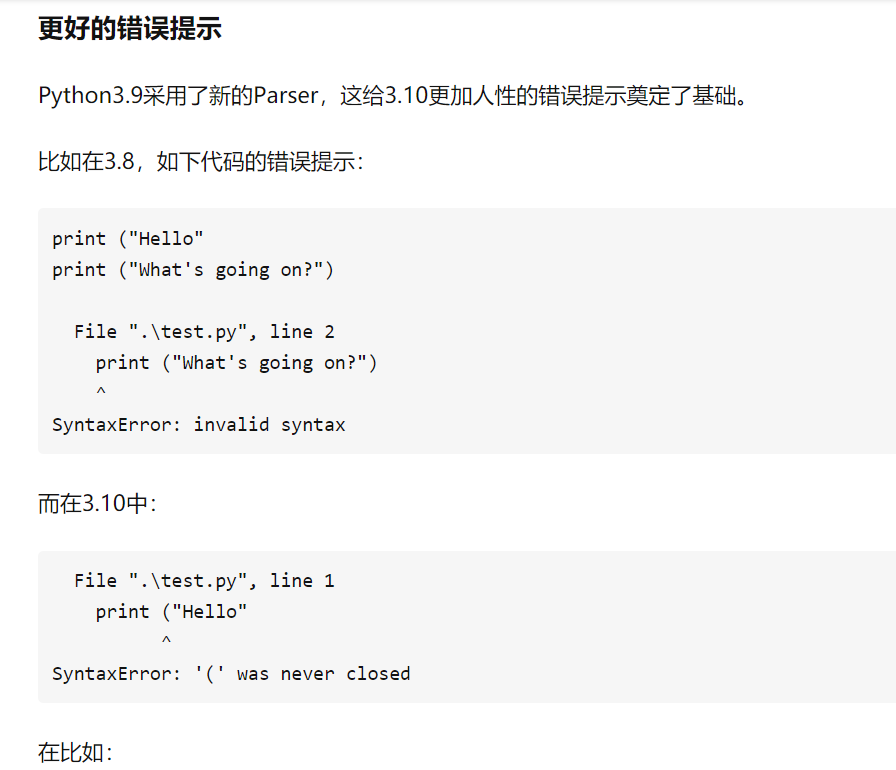 更好的错误提示
Python3.9采用了新的Parser，这给3.10更加人性的错误提示奠定了基础。
比如在3.8，如下代码的错误提示：
print ("Hello"
print ("What's going on?")
  File ".\test.py", line 2
    print ("What's going on?")
    ^
SyntaxError: invalid syntax
而在3.10中：
  File ".\test.py", line 1
    print ("Hello"
          ^
SyntaxError: '(' was never closed
在比如：